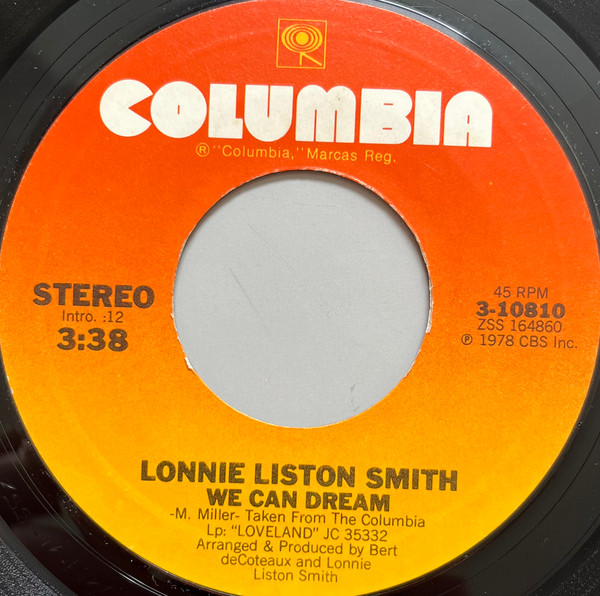 COLUMBIA
®"Columbia," Marcas Reg.
STEREO
Intro. :12
3:38
45 RPM
3-10810
ZSS 164860
℗ 1978 CBS Inc.
LONNIE LISTON SMITH
WE CAN DREAM
-M. Miller- Taken From The Columbia
Lp: "LOVELAND" JC 35332
Arranged & Produced by Bert
deCoteaux and Lonnie
Liston Smith